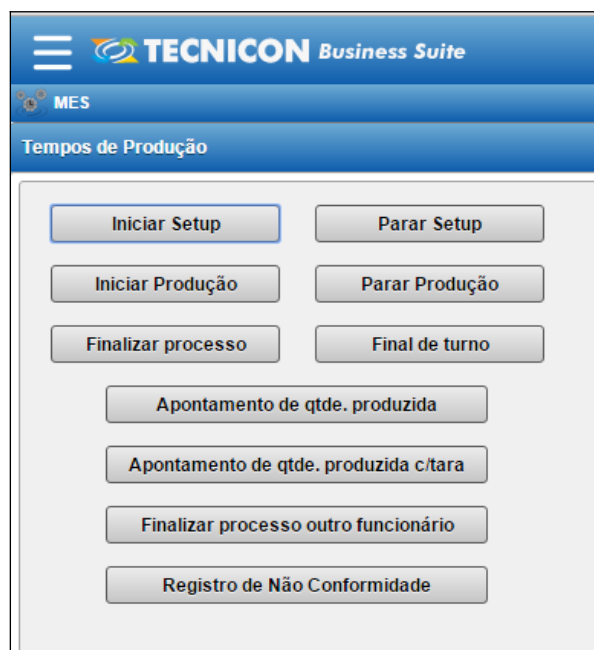 TECNICON Business Suite
MES
Tempos de Produção
Iniciar Setup Parar Setup
Iniciar Produção Parar Produção
Finalizar processo Final de turno
Apontamento de qtde. produzida
Apontamento de qtde. produzida c/tara
Finalizar processo outro funcionário
Registro de Não Conformidade